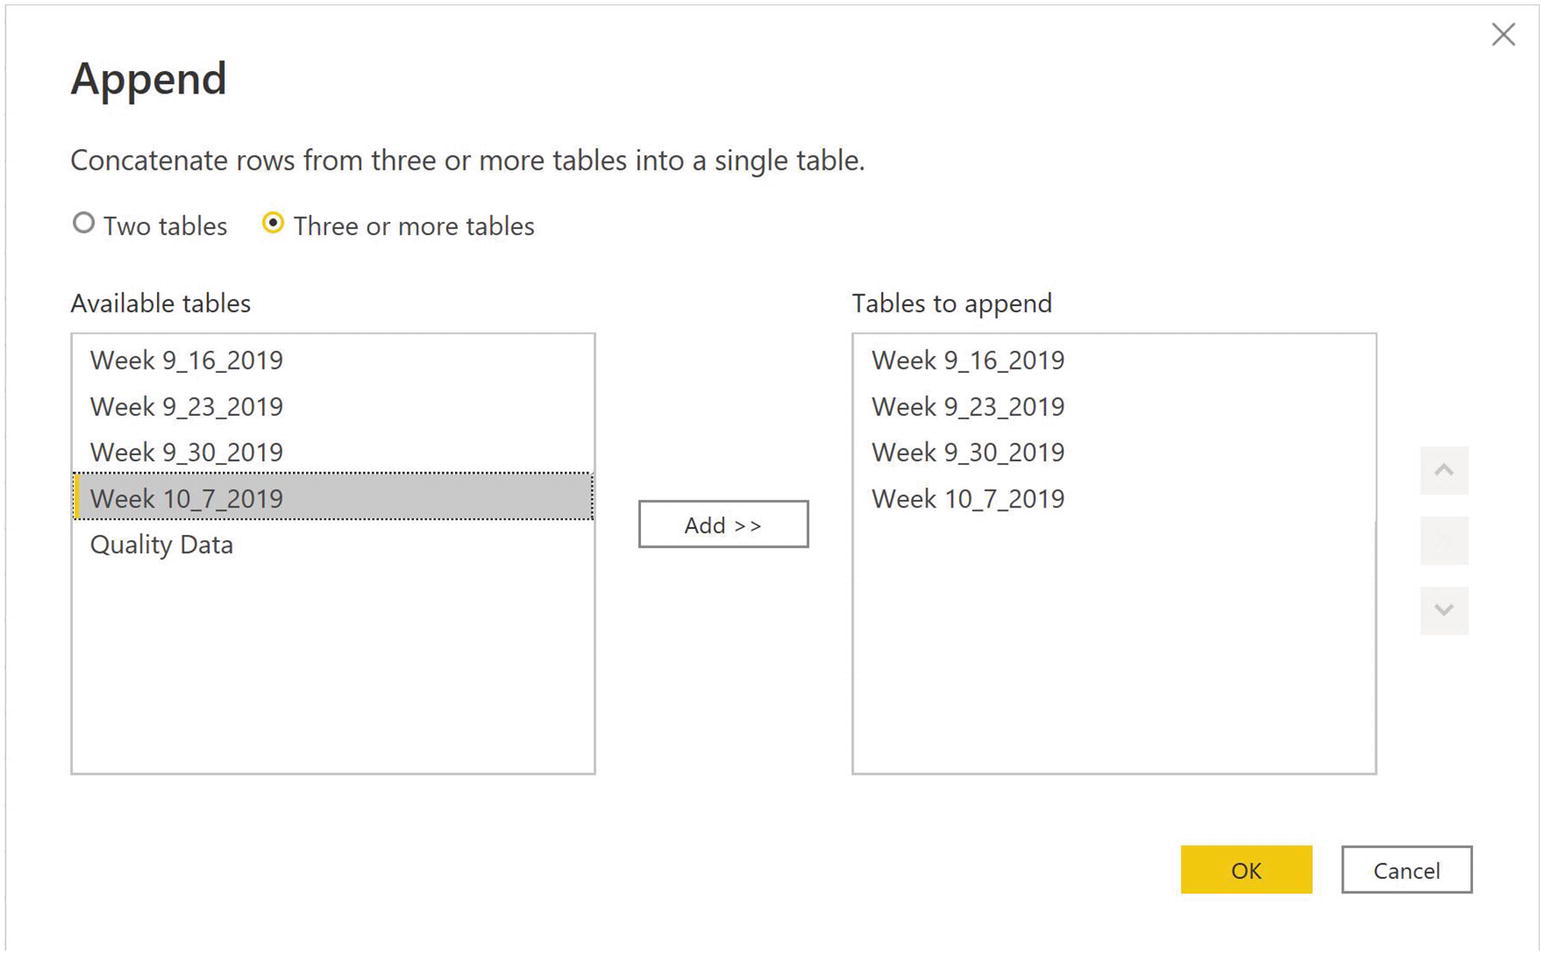 Append
Concatenate rows from three or more tables into a single table.
Two tables
Three or more tables
Available tables
Week 9_16_2019
Week 9_23_2019
Week 9_30_2019
Week 10_7_2019
Quality Data
Add >>
Tables to append
Week 9_16_2019
Week 9_23_2019
Week 9_30_2019
Week 10_7_2019
OK
Cancel